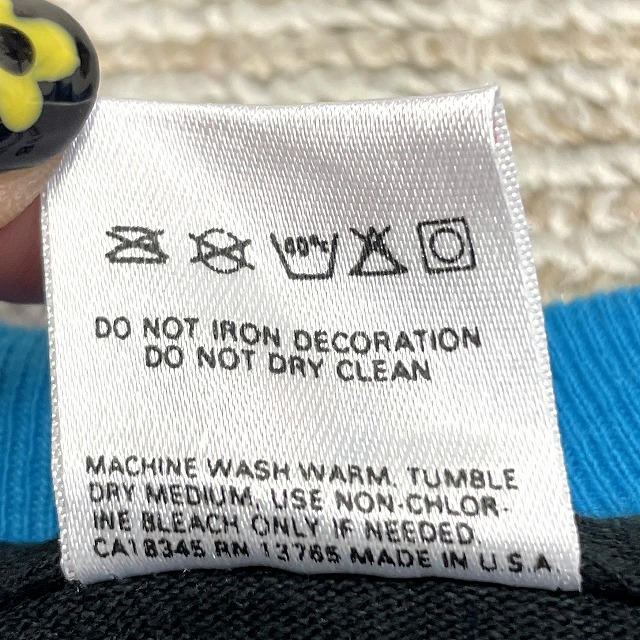 DO NOT IRON DECORATION
DO NOT DRY CLEAN
MACHINE WASH WARM. TUMBLE
DRY MEDIUM, USE NON-CHLOR-
INE BLEACH ONLY IF NEEDED.
CA18345 RN 13765 MADE IN U.S.A.